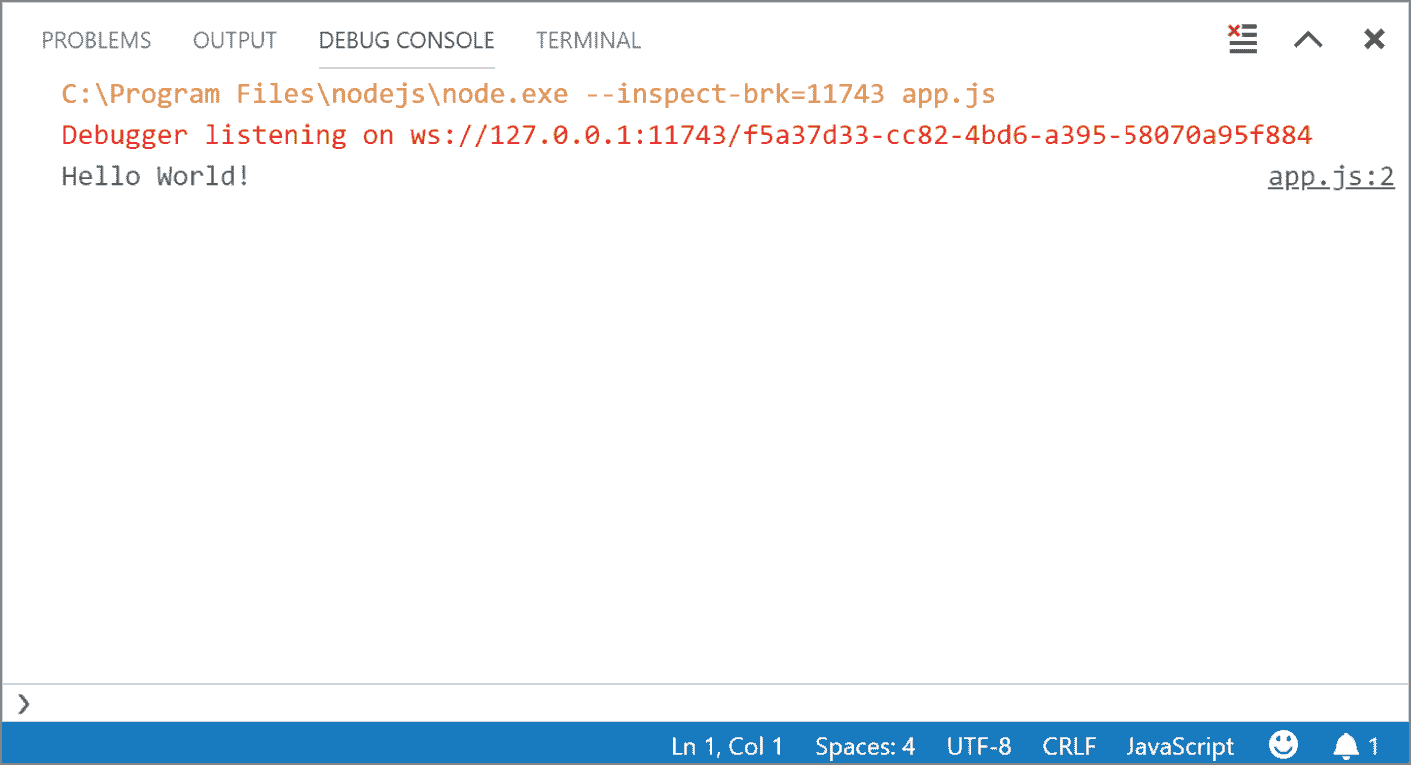 PROBLEMS OUTPUT DEBUG CONSOLE TERMINAL
C:\Program Files\nodejs\node.exe --inspect-brk=11743 app.js
Debugger listening on ws://127.0.0.1:11743/f5a37d33-cc82-4bd6-a395-58070a95f884
Hello World! app.js:2
Ln 1, Col 1 Spaces: 4 UTF-8 CRLF JavaScript 1